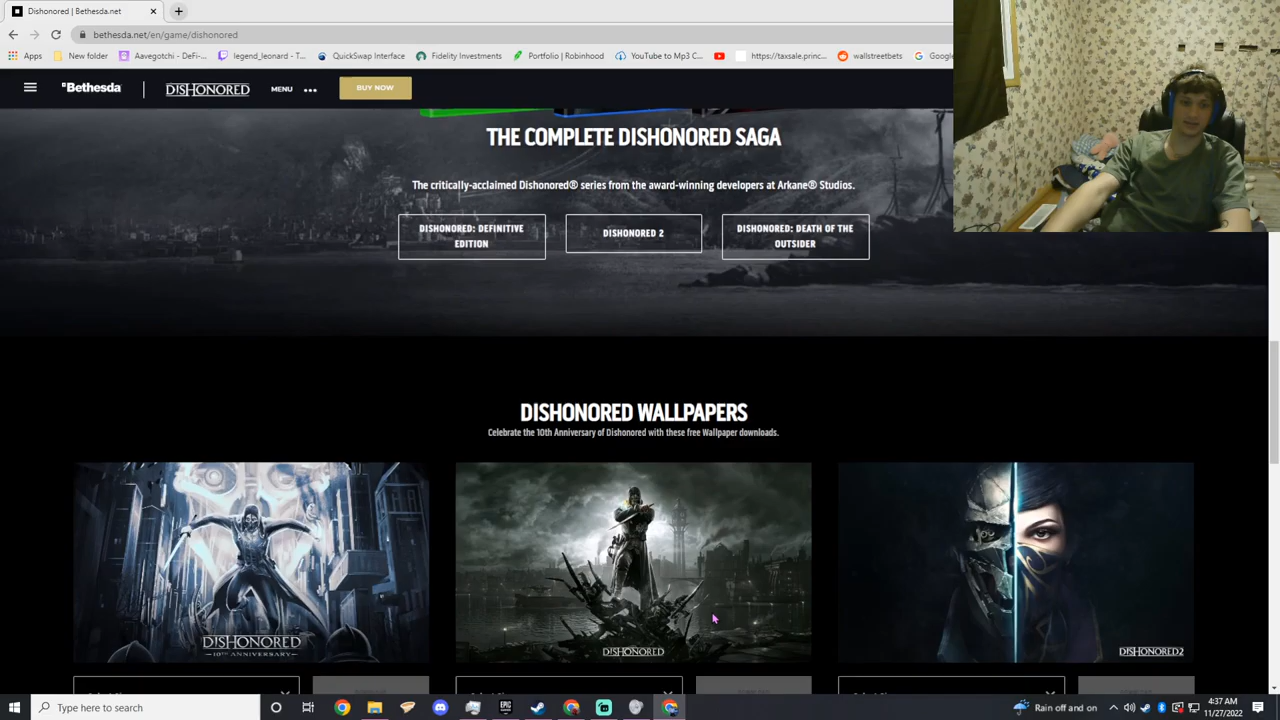 Dishonored | Bethesda.net
bethesda.net/en/game/dishonored
Apps
New folder
Aavegotchi - DeFi-...
legend_leonard - T...
QuickSwap Interface
Fidelity Investments
Portfolio | Robinhood
YouTube to Mp3 C...
https://taxsale.princ...
wallstreetbets
Googl
Bethesda
DISHONORED
MENU
BUY NOW
THE COMPLETE DISHONORED SAGA
The critically-acclaimed Dishonored® series from the award-winning developers at Arkane® Studios.
DISHONORED: DEFINITIVE
EDITION
DISHONORED 2
DISHONORED: DEATH OF THE
OUTSIDER
DISHONORED WALLPAPERS
Celebrate the 10th Anniversary of Dishonored with these free Wallpaper downloads.
DISHONORED
10TH ANNIVERSARY
DISHONORED
DISHONORED2
Type here to search
EPIC
Rain off and on
4:37 AM
11/27/2022